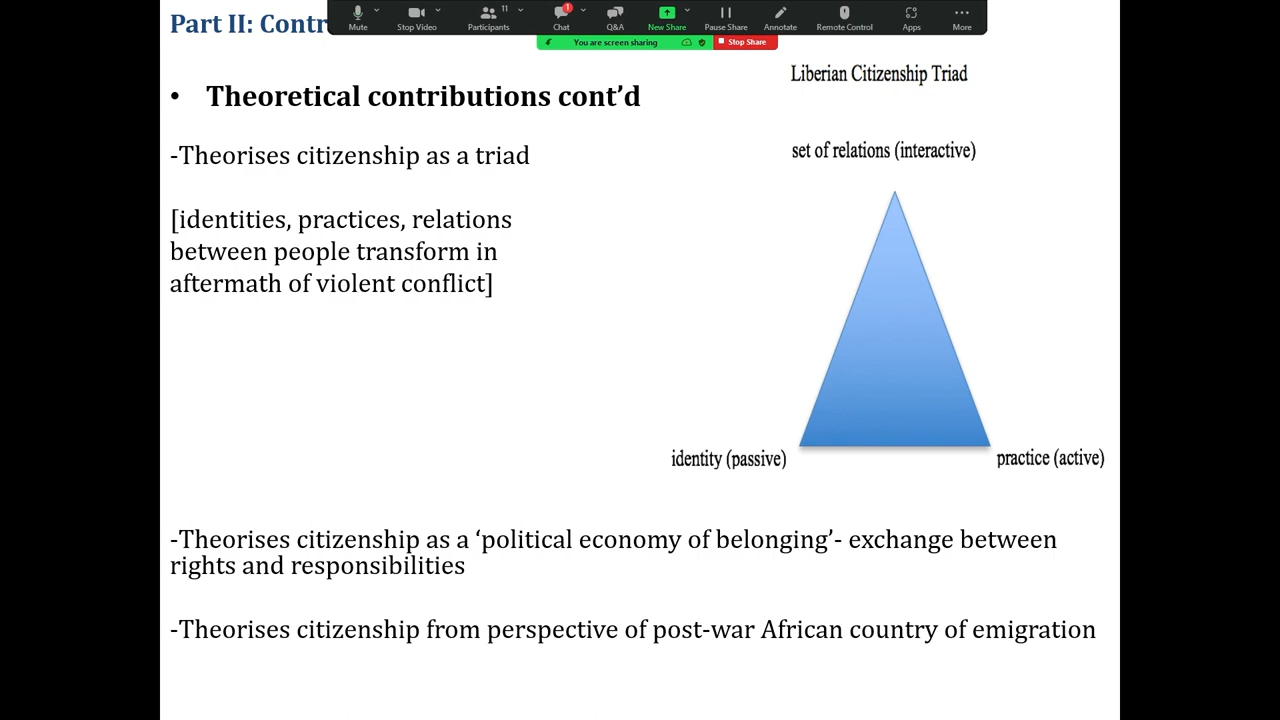 Part II: Contr
Mute
Stop Video
11
Participants
1
Chat
Q&A
New Share
Pause Share
Annotate
Remote Control
Apps
More
You are screen sharing
Stop Share
Liberian Citizenship Triad
• Theoretical contributions cont’d
set of relations (interactive)
-Theorises citizenship as a triad
[identities, practices, relations
between people transform in
aftermath of violent conflict]
identity (passive)
practice (active)
-Theorises citizenship as a ‘political economy of belonging’- exchange between
rights and responsibilities
-Theorises citizenship from perspective of post-war African country of emigration